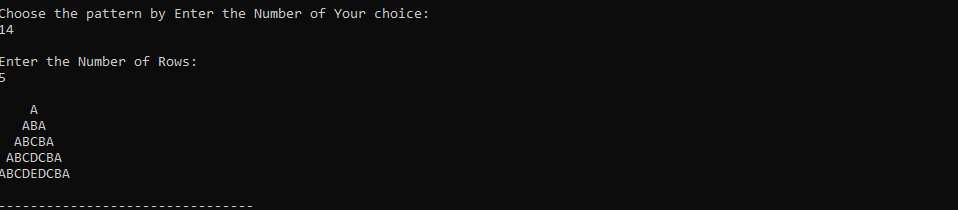 Choose the pattern by Enter the Number of Your choice:
14
Enter the Number of Rows:
5
    A
   ABA
  ABCBA
 ABCDCBA
ABCDEDCBA
--------------------------------